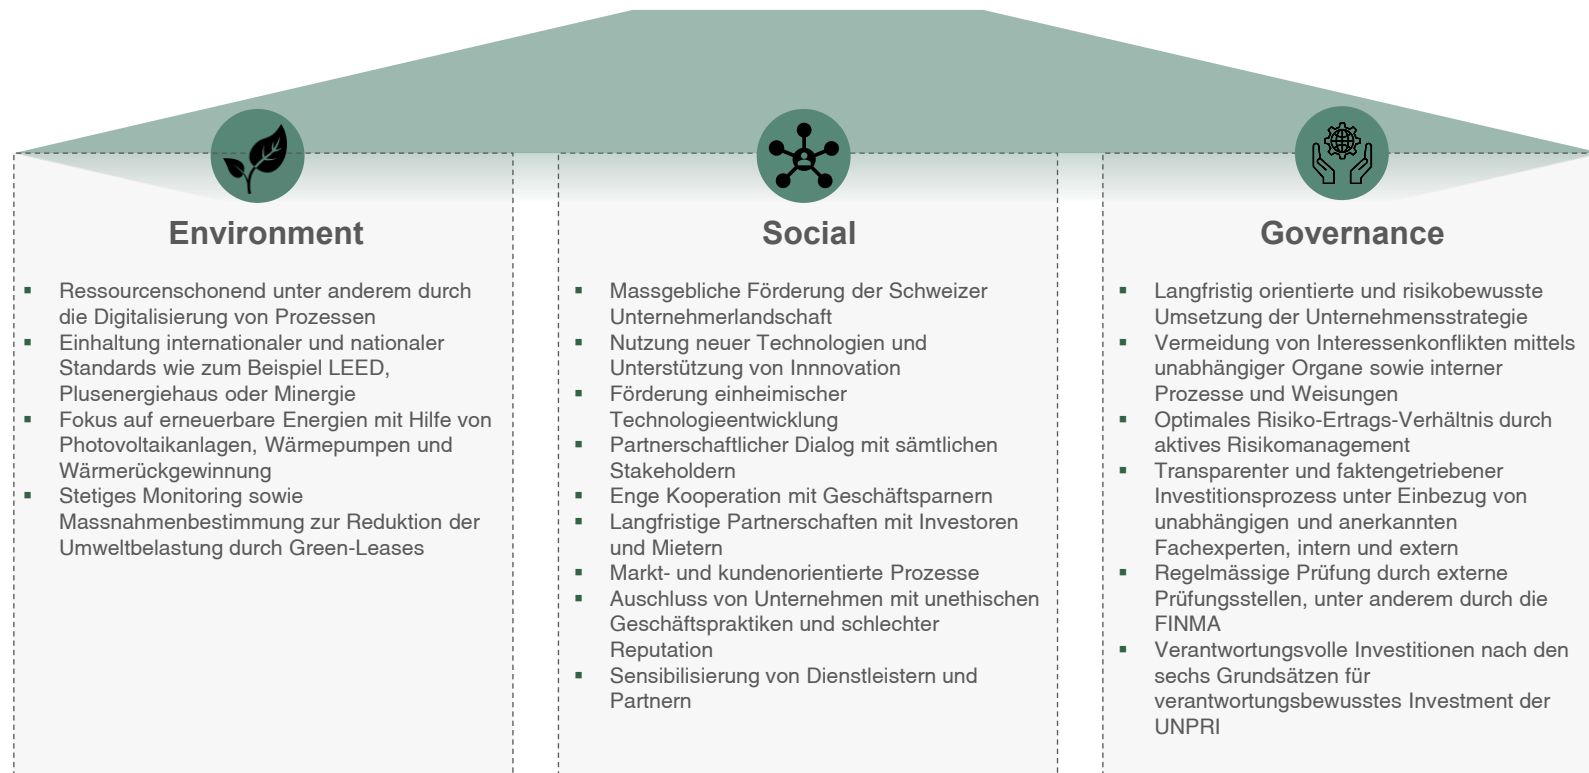 Environment
▪ Ressourcenschonend unter anderem durch
die Digitalisierung von Prozessen
▪ Einhaltung internationaler und nationaler
Standards wie zum Beispiel LEED,
Plusenergiehaus oder Minergie
▪ Fokus auf erneuerbare Energien mit Hilfe von
Photovoltaikanlagen, Wärmepumpen und
Wärmerückgewinnung
▪ Stetiges Monitoring sowie
Massnahmenbestimmung zur Reduktion der
Umweltbelastung durch Green-Leases
Social
▪ Massgebliche Förderung der Schweizer
Unternehmerlandschaft
▪ Nutzung neuer Technologien und
Unterstützung von Innnovation
▪ Förderung einheimischer
Technologieentwicklung
▪ Partnerschaftlicher Dialog mit sämtlichen
Stakeholdern
▪ Enge Kooperation mit Geschäftsparnern
▪ Langfristige Partnerschaften mit Investoren
und Mietern
▪ Markt- und kundenorientierte Prozesse
▪ Auschluss von Unternehmen mit unethischen
Geschäftspraktiken und schlechter
Reputation
▪ Sensibilisierung von Dienstleistern und
Partnern
Governance
▪ Langfristig orientierte und risikobewusste
Umsetzung der Unternehmensstrategie
▪ Vermeidung von Interessenkonflikten mittels
unabhängiger Organe sowie interner
Prozesse und Weisungen
▪ Optimales Risiko-Ertrags-Verhältnis durch
aktives Risikomanagement
▪ Transparenter und faktengetriebener
Investitionsprozess unter Einbezug von
unabhängigen und anerkannten
Fachexperten, intern und extern
▪ Regelmässige Prüfung durch externe
Prüfungsstellen, unter anderem durch die
FINMA
▪ Verantwortungsvolle Investitionen nach den
sechs Grundsätzen für
verantwortungsbewusstes Investment der
UNPRI